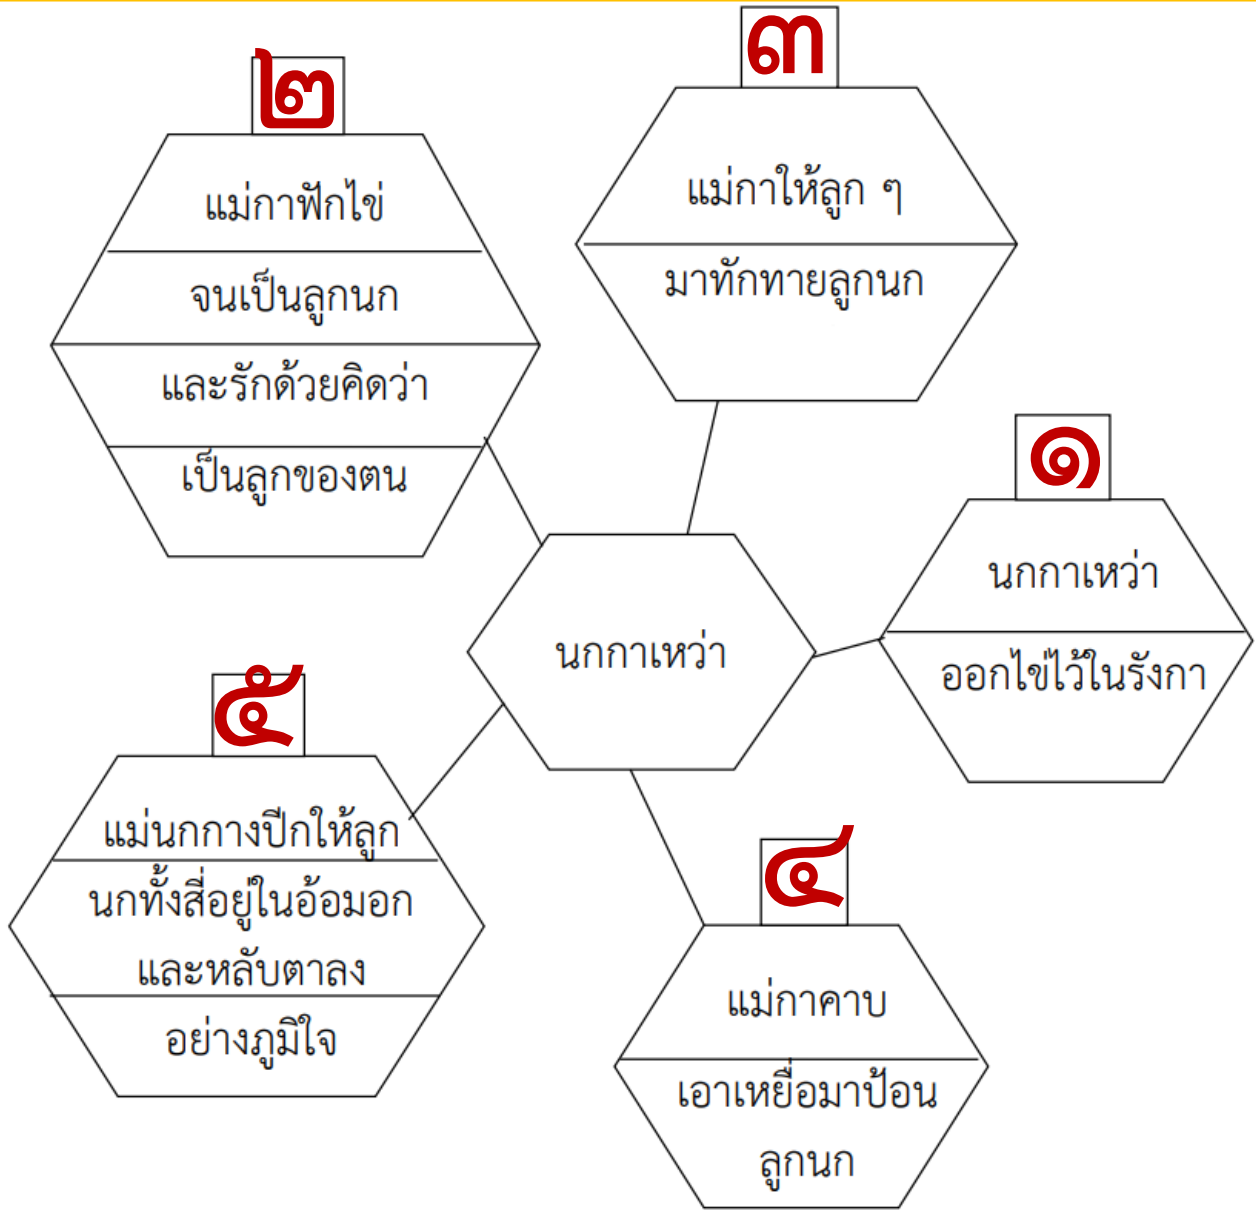 ๒
แม่กาฟักไข่
จนเป็นลูกนก
และรักด้วยคิดว่า
เป็นลูกของตน
๓
แม่กาให้ลูก ๆ
มาทักทายลูกนก
๑
นกกาเหว่า
ออกไข่ไว้ในรังกา
นกกาเหว่า
๕
แม่นกกางปีกให้ลูก
นกทั้งสี่อยู่ในอ้อมอก
และหลับตาลง
อย่างภูมิใจ
๔
แม่กาคาบ
เอาเหยื่อมาป้อน
ลูกนก